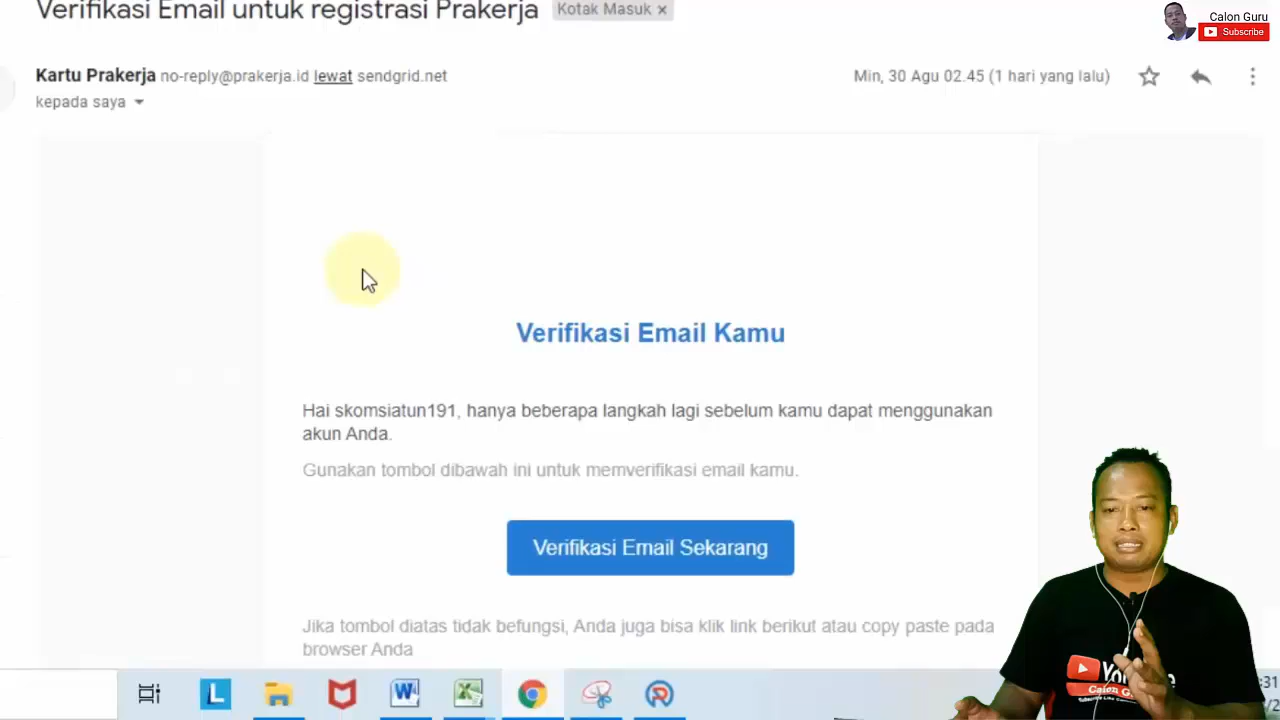 Verifikasi Email untuk registrasi Prakerja Kotak Masuk ×
Calon Guru
Subscribe
Kartu Prakerja no-reply@prakerja.id lewat sendgrid.net
Min, 30 Agu 02.45 (1 hari yang lalu)
kepada saya
Verifikasi Email Kamu
Hai skomsiatun191, hanya beberapa langkah lagi sebelum kamu dapat menggunakan
akun Anda.
Gunakan tombol dibawah ini untuk memverifikasi email kamu.
Verifikasi Email Sekarang
Jika tombol diatas tidak befungsi, Anda juga bisa klik link berikut atau copy paste pada
browser Anda